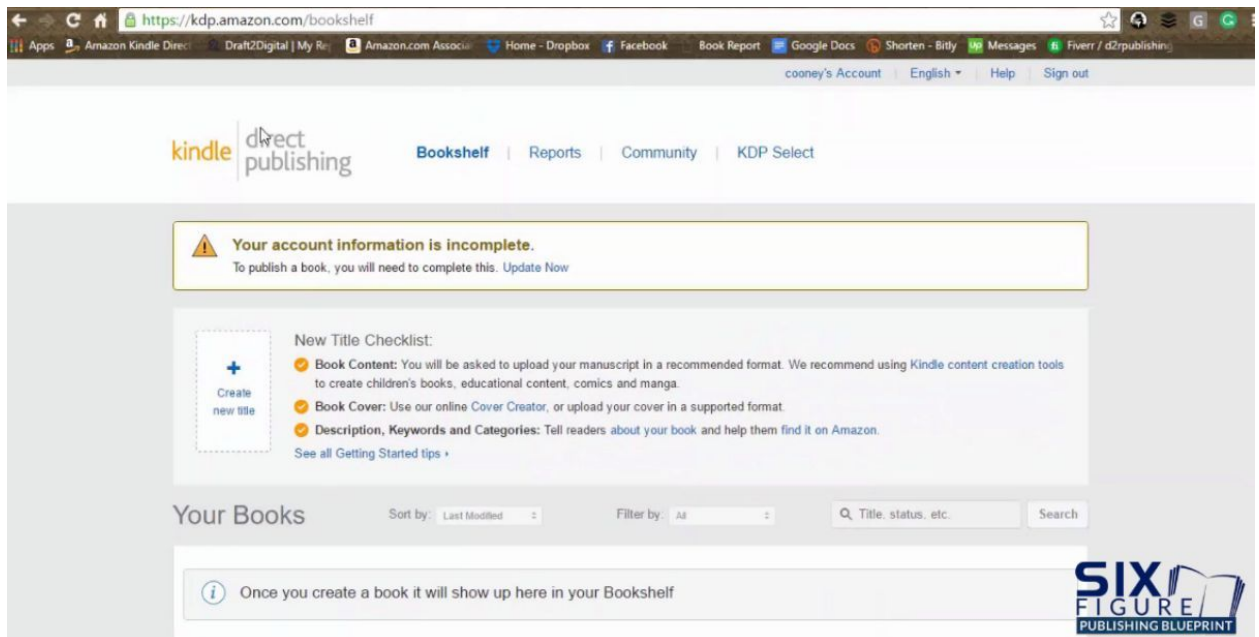 https://kdp.amazon.com/bookshelf
Apps Amazon Kindle Direc Draft2Digital | My Re Amazon.com Associa Home - Dropbox Facebook Book Report Google Docs Shorten - Bitly Messages Fiverr / d2rpublishing
cooney's Account English Help Sign out
kindle direct publishing Bookshelf | Reports | Community | KDP Select
Your account information is incomplete.
To publish a book, you will need to complete this. Update Now
New Title Checklist:
Book Content: You will be asked to upload your manuscript in a recommended format. We recommend using Kindle content creation tools
to create children's books, educational content, comics and manga.
Book Cover: Use our online Cover Creator, or upload your cover in a supported format.
Description, Keywords and Categories: Tell readers about your book and help them find it on Amazon.
See all Getting Started tips ›
+
Create
new title
Your Books Sort by: Last Modified Filter by: All Title, status, etc. Search
Once you create a book it will show up here in your Bookshelf
SIX
FIGURE
PUBLISHING BLUEPRINT